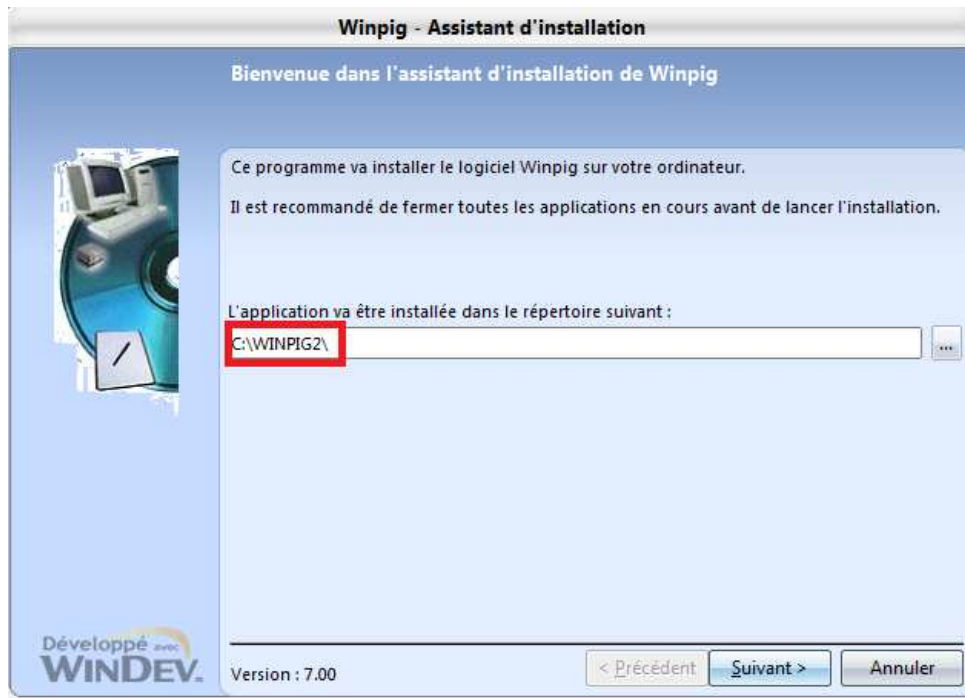 Winpig - Assistant d'installation
Bienvenue dans l'assistant d'installation de Winpig
Ce programme va installer le logiciel Winpig sur votre ordinateur.
Il est recommandé de fermer toutes les applications en cours avant de lancer l'installation.
L'application va être installée dans le répertoire suivant :
C:\WINPIG2\
...
Développé avec
WINDEV.
Version : 7.00
< Précédent
Suivant >
Annuler